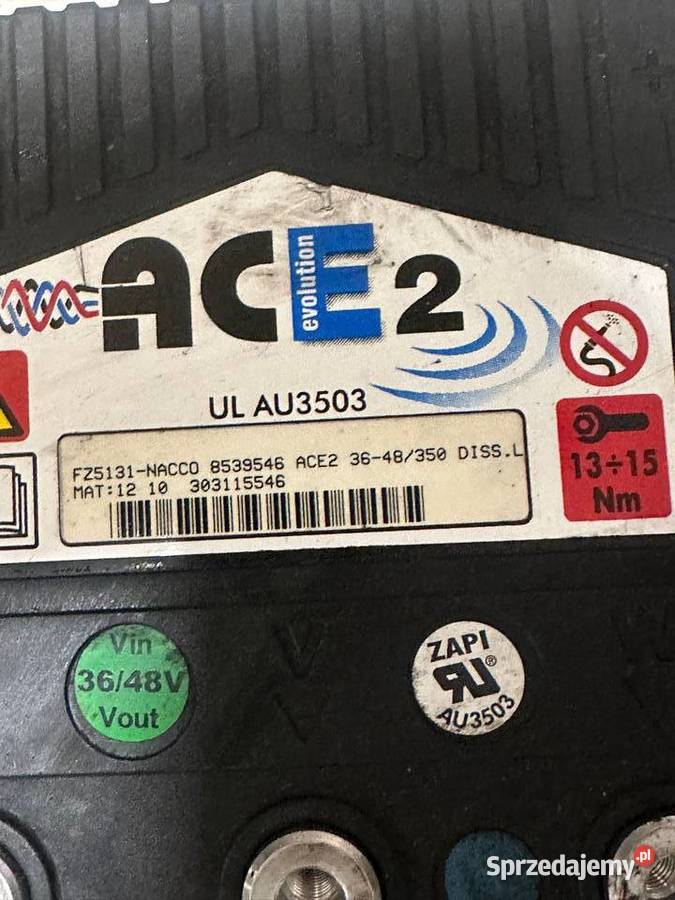 ACE 2
evolution
UL AU3503
FZ5131-NACCO 8539546 ACE2 36-48/350 DISS.L
MAT:12 10 303115546
13÷15
Nm
Vin
36/48V
Vout
ZAPI
RU®
AU3503
Sprzedajemy.pl